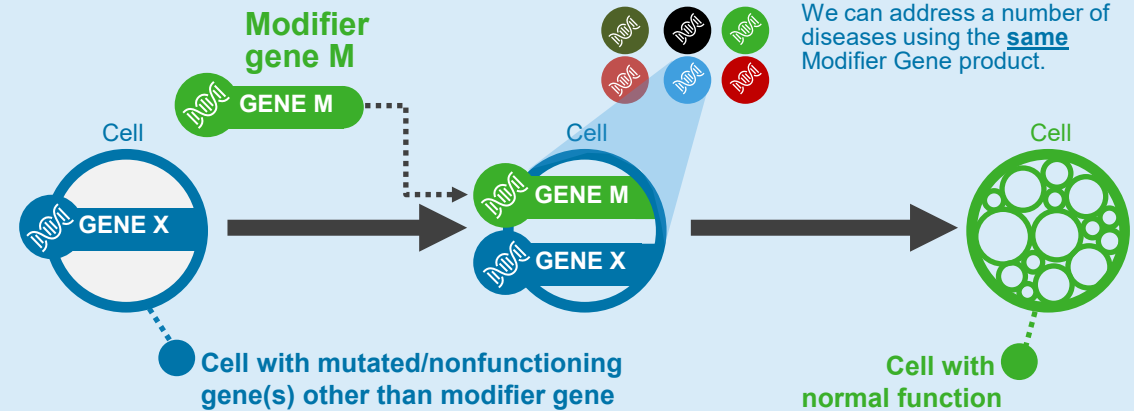 Modifier
gene M
GENE M
We can address a number of
diseases using the same
Modifier Gene product.
Cell
GENE X
Cell
GENE M
GENE X
Cell
Cell with mutated/nonfunctioning
gene(s) other than modifier gene
Cell with
normal function